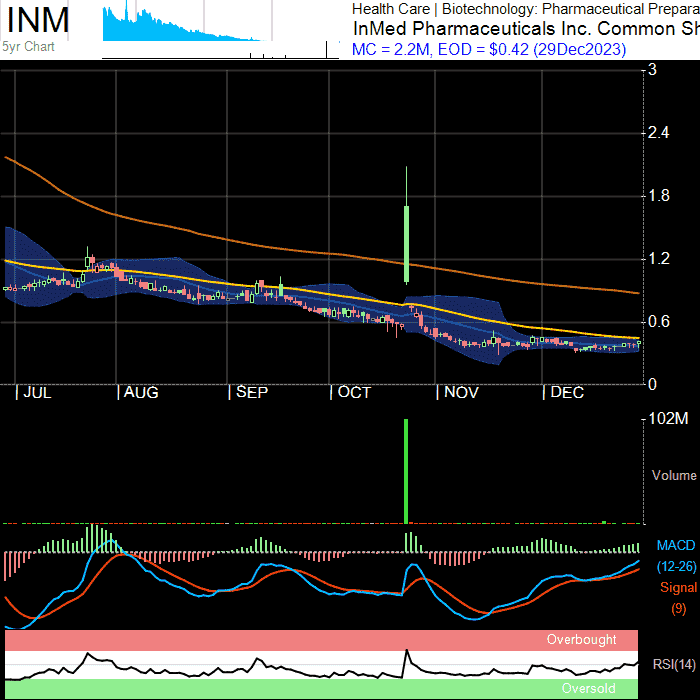 INM
5yr Chart
Health Care | Biotechnology: Pharmaceutical Prepara
InMed Pharmaceuticals Inc. Common Sh
MC = 2.2M, EOD = $0.42 (29Dec2023)
3
2.4
1.8
1.2
0.6
0
|JUL |AUG |SEP |OCT |NOV |DEC
102M
Volume
MACD
(12-26)
Signal
(9)
Overbought
RSI(14)
Oversold